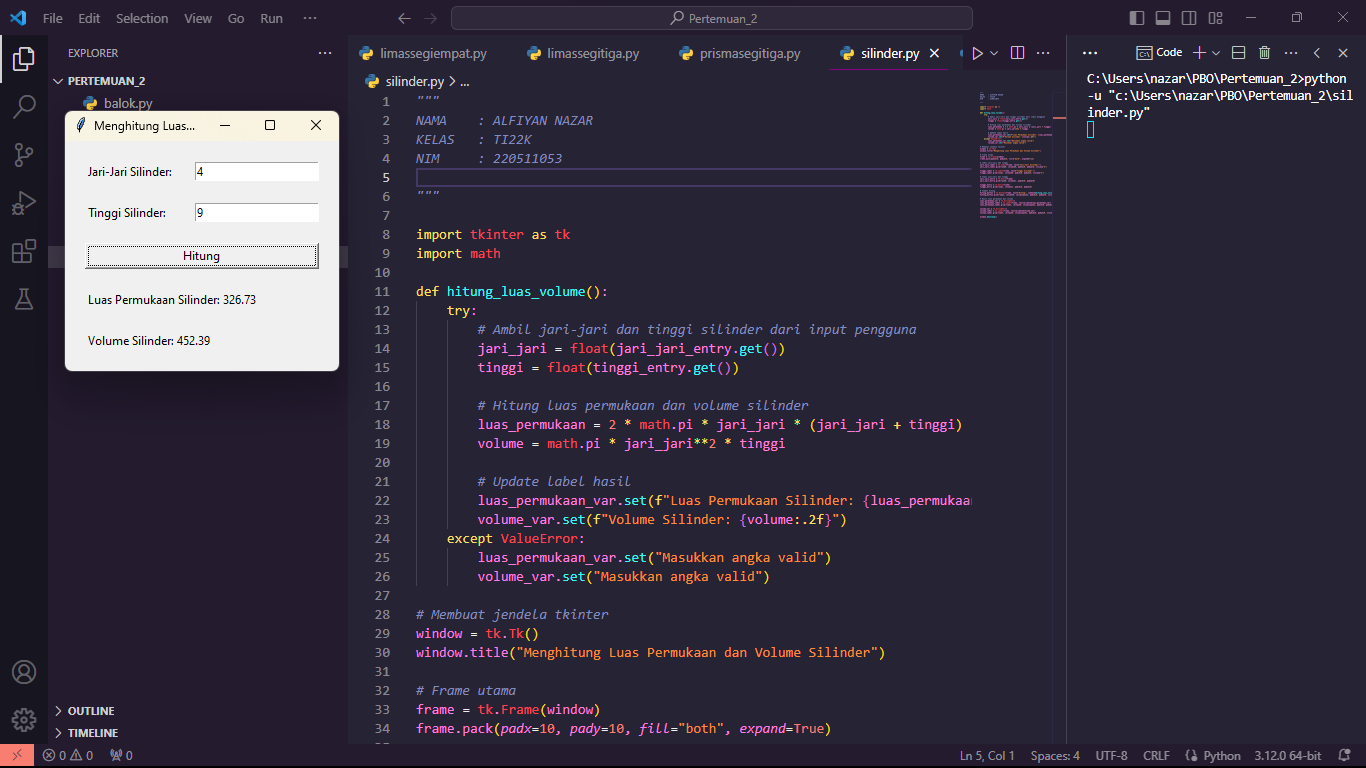 File Edit Selection View Go Run ··· Pertemuan_2
EXPLORER ···
PERTEMUAN_2
balok.py
Menghitung Luas...
Jari-Jari Silinder: 4
Tinggi Silinder: 9
Hitung
Luas Permukaan Silinder: 326.73
Volume Silinder: 452.39
OUTLINE
TIMELINE
limassegiempat.py limassegitiga.py prismasegitiga.py silinder.py
silinder.py > ...
1 """
2 NAMA : ALFIYAN NAZAR
3 KELAS : TI22K
4 NIM : 220511053
5
6 """
7
8 import tkinter as tk
9 import math
10
11 def hitung_luas_volume():
12 try:
13 # Ambil jari-jari dan tinggi silinder dari input pengguna
14 jari_jari = float(jari_jari_entry.get())
15 tinggi = float(tinggi_entry.get())
16
17 # Hitung luas permukaan dan volume silinder
18 luas_permukaan = 2 * math.pi * jari_jari * (jari_jari + tinggi)
19 volume = math.pi * jari_jari**2 * tinggi
20
21 # Update label hasil
22 luas_permukaan_var.set(f"Luas Permukaan Silinder: {luas_permukaa
23 volume_var.set(f"Volume Silinder: {volume:.2f}")
24 except ValueError:
25 luas_permukaan_var.set("Masukkan angka valid")
26 volume_var.set("Masukkan angka valid")
27
28 # Membuat jendela tkinter
29 window = tk.Tk()
30 window.title("Menghitung Luas Permukaan dan Volume Silinder")
31
32 # Frame utama
33 frame = tk.Frame(window)
34 frame.pack(padx=10, pady=10, fill="both", expand=True)
··· Code ···
C:\Users\nazar\PBO\Pertemuan_2>python
-u "c:\Users\nazar\PBO\Pertemuan_2\sil
inder.py"
0 0 0 Ln 5, Col 1 Spaces: 4 UTF-8 CRLF Python 3.12.0 64-bit